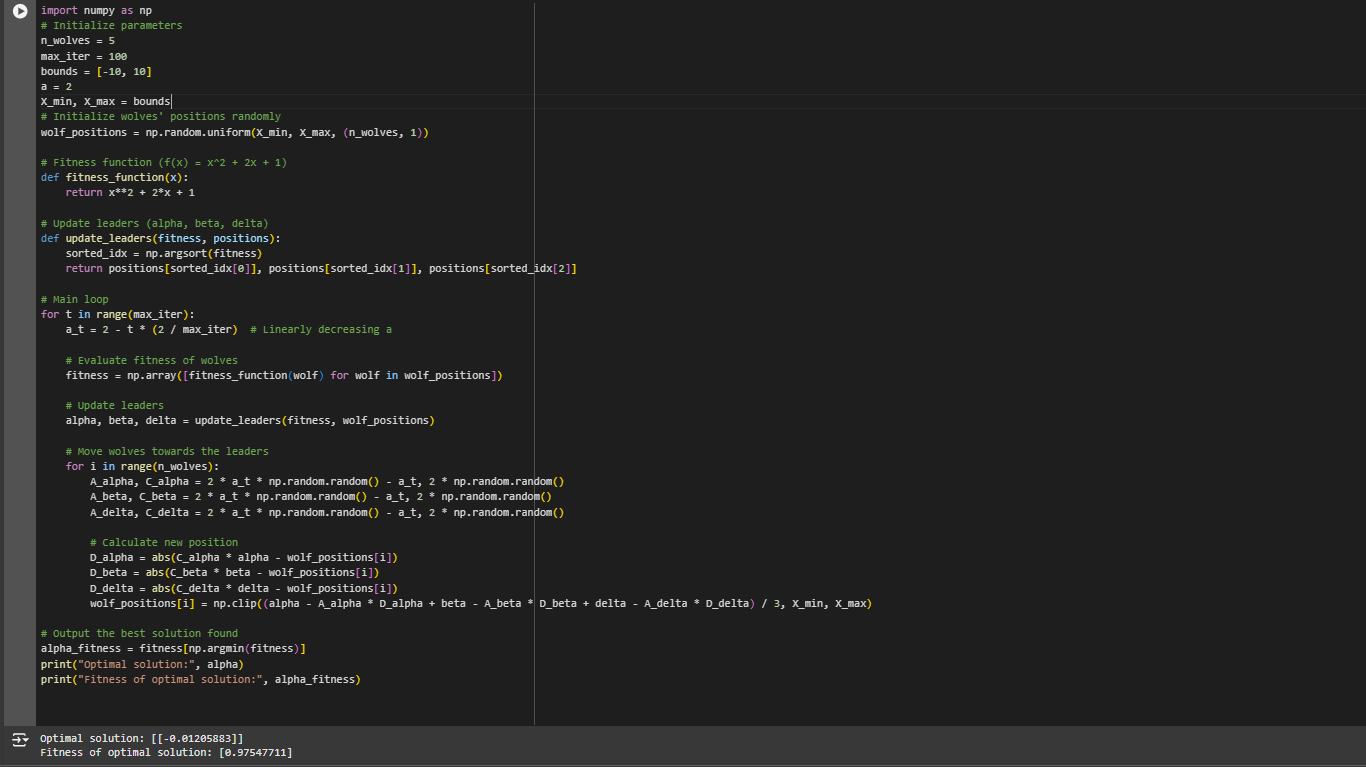 import numpy as np
# Initialize parameters
n_wolves = 5
max_iter = 100
bounds = [-10, 10]
a = 2
X_min, X_max = bounds
# Initialize wolves' positions randomly
wolf_positions = np.random.uniform(X_min, X_max, (n_wolves, 1))

# Fitness function (f(x) = x^2 + 2x + 1)
def fitness_function(x):
    return x**2 + 2*x + 1

# Update leaders (alpha, beta, delta)
def update_leaders(fitness, positions):
    sorted_idx = np.argsort(fitness)
    return positions[sorted_idx[0]], positions[sorted_idx[1]], positions[sorted_idx[2]]

# Main loop
for t in range(max_iter):
    a_t = 2 - t * (2 / max_iter)  # Linearly decreasing a

    # Evaluate fitness of wolves
    fitness = np.array([fitness_function(wolf) for wolf in wolf_positions])

    # Update leaders
    alpha, beta, delta = update_leaders(fitness, wolf_positions)

    # Move wolves towards the leaders
    for i in range(n_wolves):
        A_alpha, C_alpha = 2 * a_t * np.random.random() - a_t, 2 * np.random.random()
        A_beta, C_beta = 2 * a_t * np.random.random() - a_t, 2 * np.random.random()
        A_delta, C_delta = 2 * a_t * np.random.random() - a_t, 2 * np.random.random()

        # Calculate new position
        D_alpha = abs(C_alpha * alpha - wolf_positions[i])
        D_beta = abs(C_beta * beta - wolf_positions[i])
        D_delta = abs(C_delta * delta - wolf_positions[i])
        wolf_positions[i] = np.clip((alpha - A_alpha * D_alpha + beta - A_beta * D_beta + delta - A_delta * D_delta) / 3, X_min, X_max)

# Output the best solution found
alpha_fitness = fitness[np.argmin(fitness)]
print("Optimal solution:", alpha)
print("Fitness of optimal solution:", alpha_fitness)

Optimal solution: [[-0.01205883]]
Fitness of optimal solution: [0.97547711]